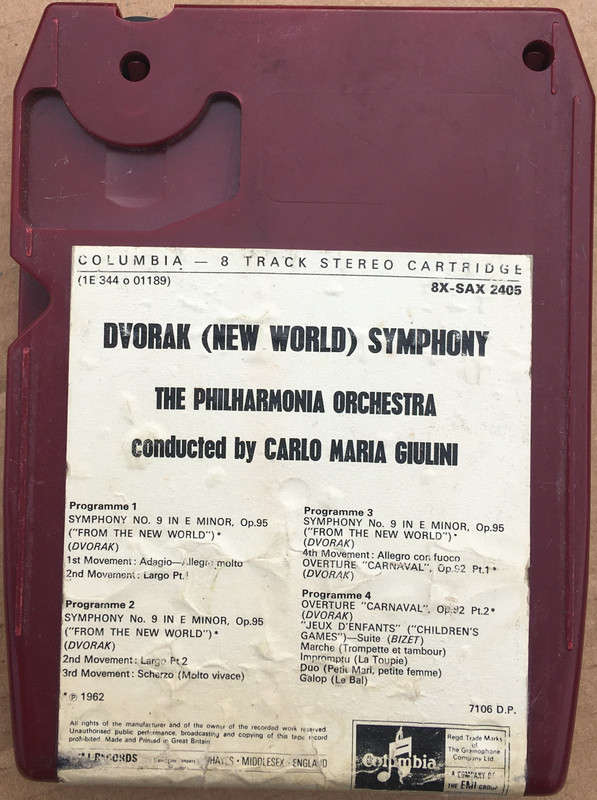 COLUMBIA — 8 TRACK STEREO CARTRIDGE
(1E 344 o 01189)
8X-SAX 2405
DVORAK (NEW WORLD) SYMPHONY
THE PHILHARMONIA ORCHESTRA
conducted by CARLO MARIA GIULINI
Programme 1
SYMPHONY No. 9 IN E MINOR, Op.95
("FROM THE NEW WORLD")*
(DVORAK)
1st Movement: Adagio—Allegro molto
2nd Movement: Largo Pt.1
Programme 2
SYMPHONY No. 9 IN E MINOR, Op.95
("FROM THE NEW WORLD")*
(DVORAK)
2nd Movement: Largo Pt.2
3rd Movement: Scherzo (Molto vivace)
*℗ 1962
Programme 3
SYMPHONY No. 9 IN E MINOR, Op.95
("FROM THE NEW WORLD")*
(DVORAK)
4th Movement: Allegro con fuoco
OVERTURE "CARNAVAL", Op.92 Pt.1*
(DVORAK)
Programme 4
OVERTURE "CARNAVAL", Op.92 Pt.2*
(DVORAK)
"JEUX D'ENFANTS" ("CHILDREN'S
GAMES")—Suite (BIZET)
Marche (Trompette et tambour)
Impromptu (La Toupie)
Duo (Petit Mari, petite femme)
Galop (Le Bal)
7106 D.P.
All rights of the manufacturer and of the owner of the recorded work reserved.
Unauthorised public performance, broadcasting and copying of this tape record
prohibited. Made and Printed in Great Britain
RECORDS HAYES · MIDDLESEX · ENGLAND
Columbia
Regd Trade Marks
of
The Gramophone
Company Ltd.
A COMPANY OF
THE EMI GROUP